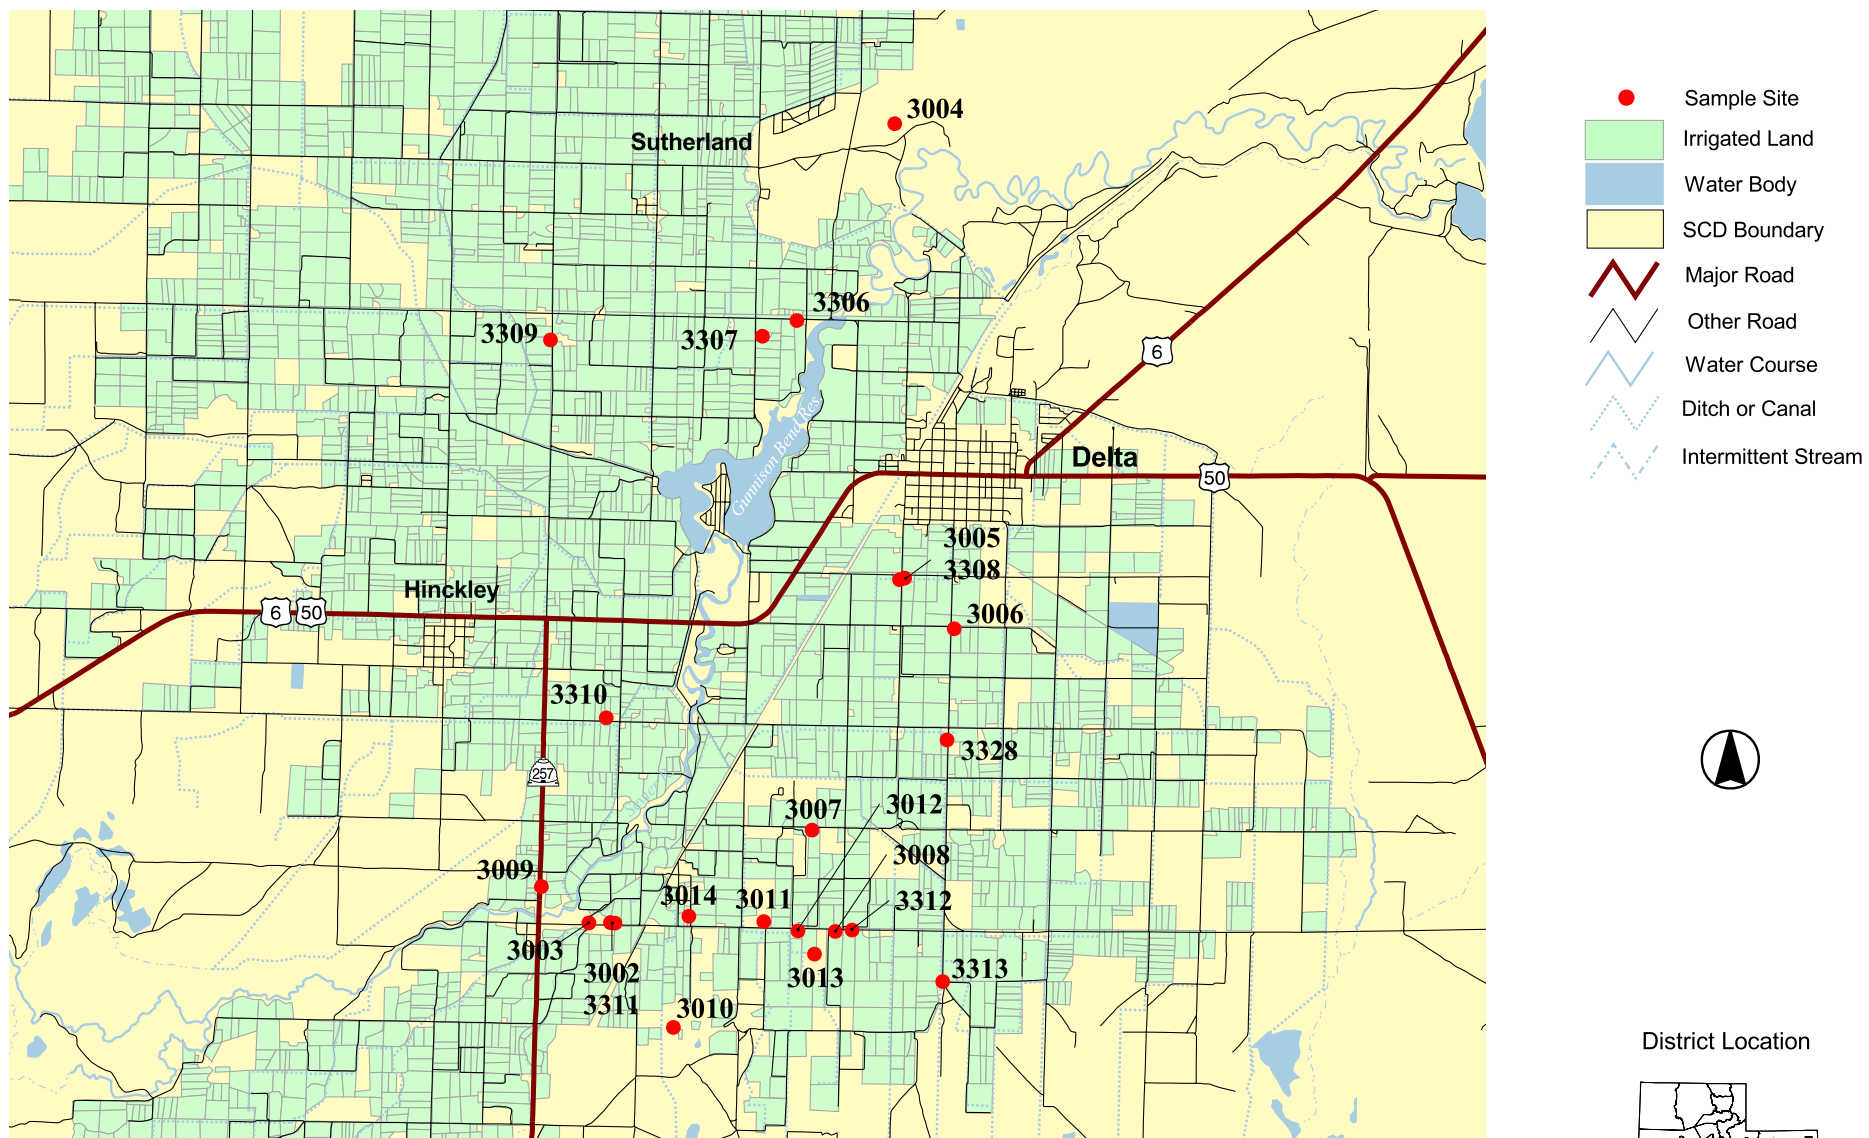 3004
Sutherland
3306
3309
3307
Gunnison Bend Res.
6
Delta
50
3005
3308
Hinckley
6
50
3006
3310
3328
257
3007
3012
3008
3009
3014
3011
3312
3003
3002
3013
3313
3311
3010
Sample Site
Irrigated Land
Water Body
SCD Boundary
Major Road
Other Road
Water Course
Ditch or Canal
Intermittent Stream
District Location